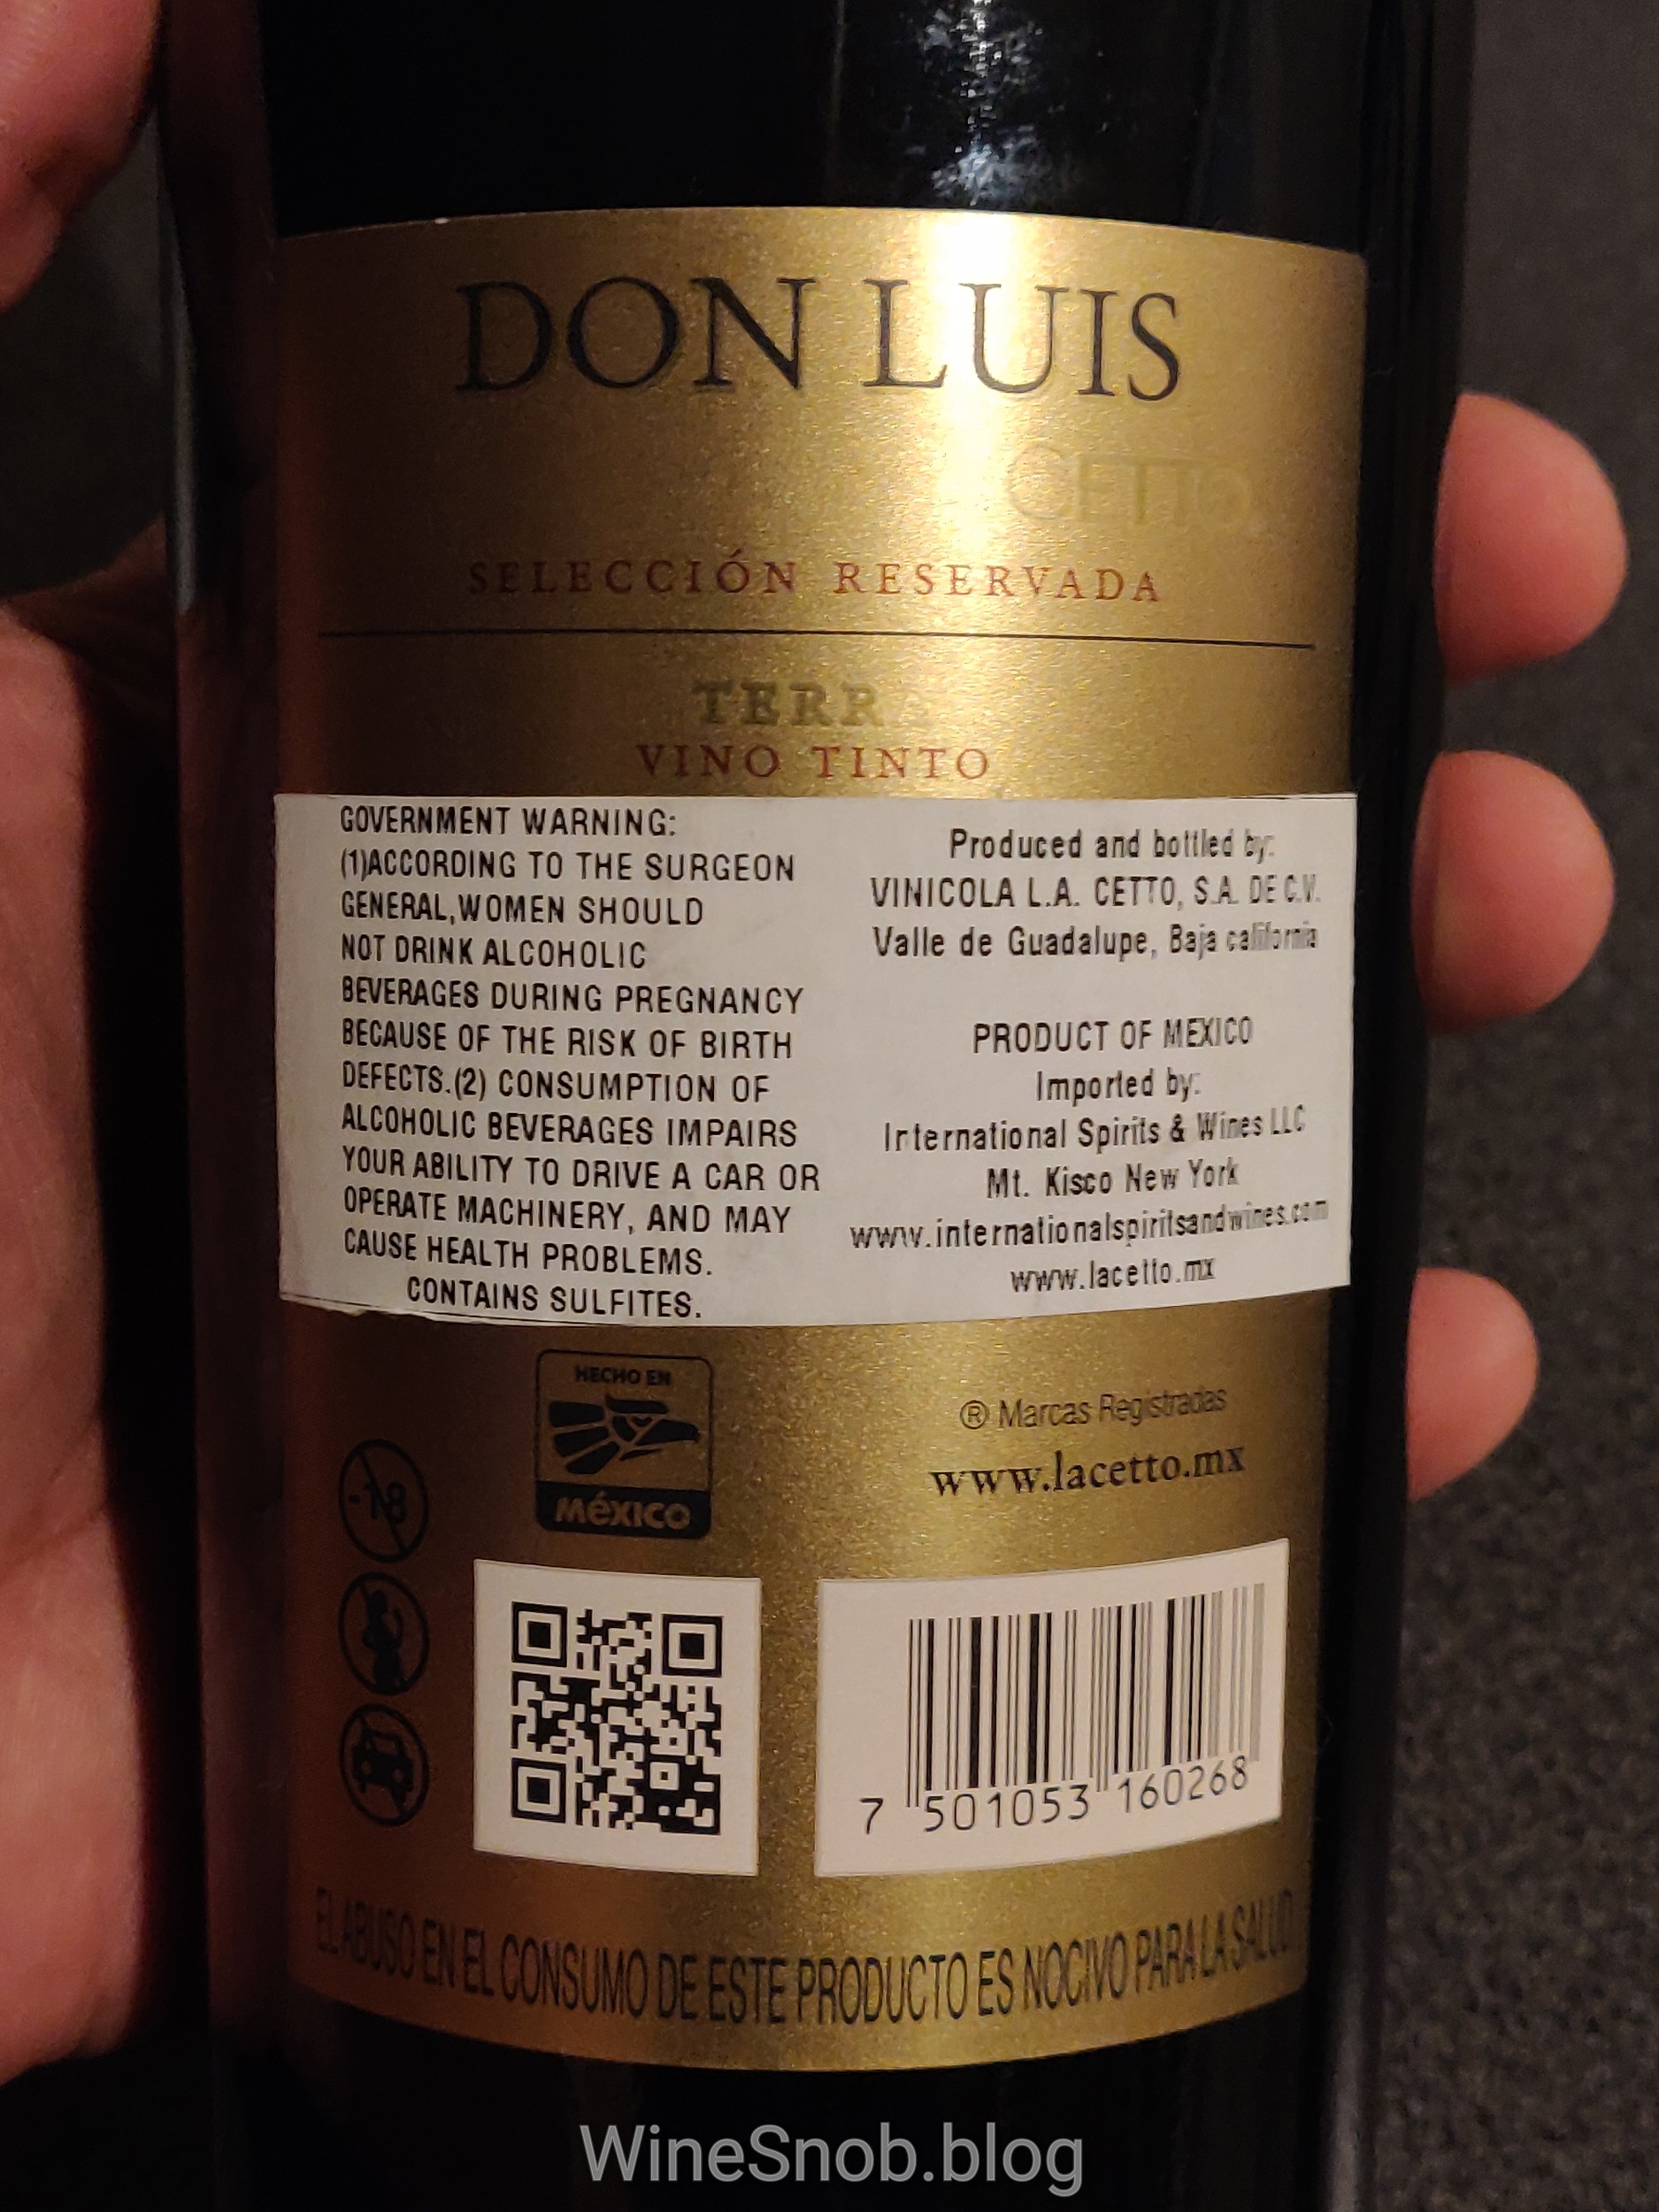 DON LUIS
CETTO
SELECCIÓN RESERVADA
TERRA
VINO TINTO
GOVERNMENT WARNING:
(1)ACCORDING TO THE SURGEON
GENERAL,WOMEN SHOULD
NOT DRINK ALCOHOLIC
BEVERAGES DURING PREGNANCY
BECAUSE OF THE RISK OF BIRTH
DEFECTS.(2) CONSUMPTION OF
ALCOHOLIC BEVERAGES IMPAIRS
YOUR ABILITY TO DRIVE A CAR OR
OPERATE MACHINERY, AND MAY
CAUSE HEALTH PROBLEMS.
CONTAINS SULFITES.
Produced and bottled by:
VINICOLA L.A. CETTO, S.A. DE C.V.
Valle de Guadalupe, Baja california
PRODUCT OF MEXICO
Imported by:
International Spirits & Wines LLC
Mt. Kisco New York
www.internationalspiritsandwines.com
www.lacetto.mx
HECHO EN
MéXICO
® Marcas Registradas
www.lacetto.mx
-18
7 501053 160268
EL ABUSO EN EL CONSUMO DE ESTE PRODUCTO ES NOCIVO PARA LA SALUD
WineSnob.blog